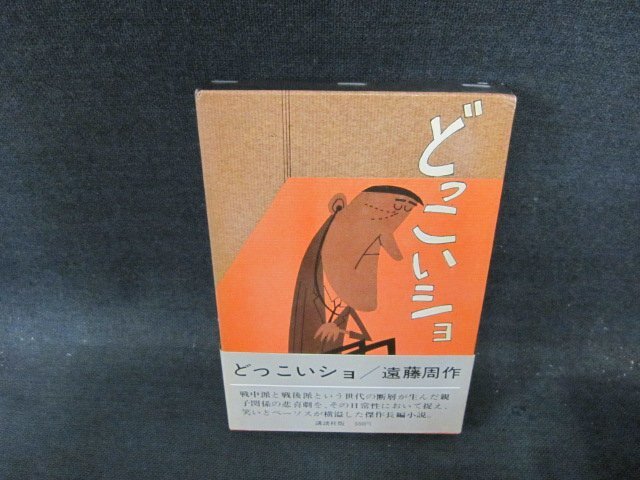 どっこいショ
どっこいショ／遠藤周作
戦中派と戦後派という世代の断層が生んだ親
子関係の悲喜劇を、その日常性において捉え、
笑いとペーソスが横溢した傑作長編小説。
講談社版 550円